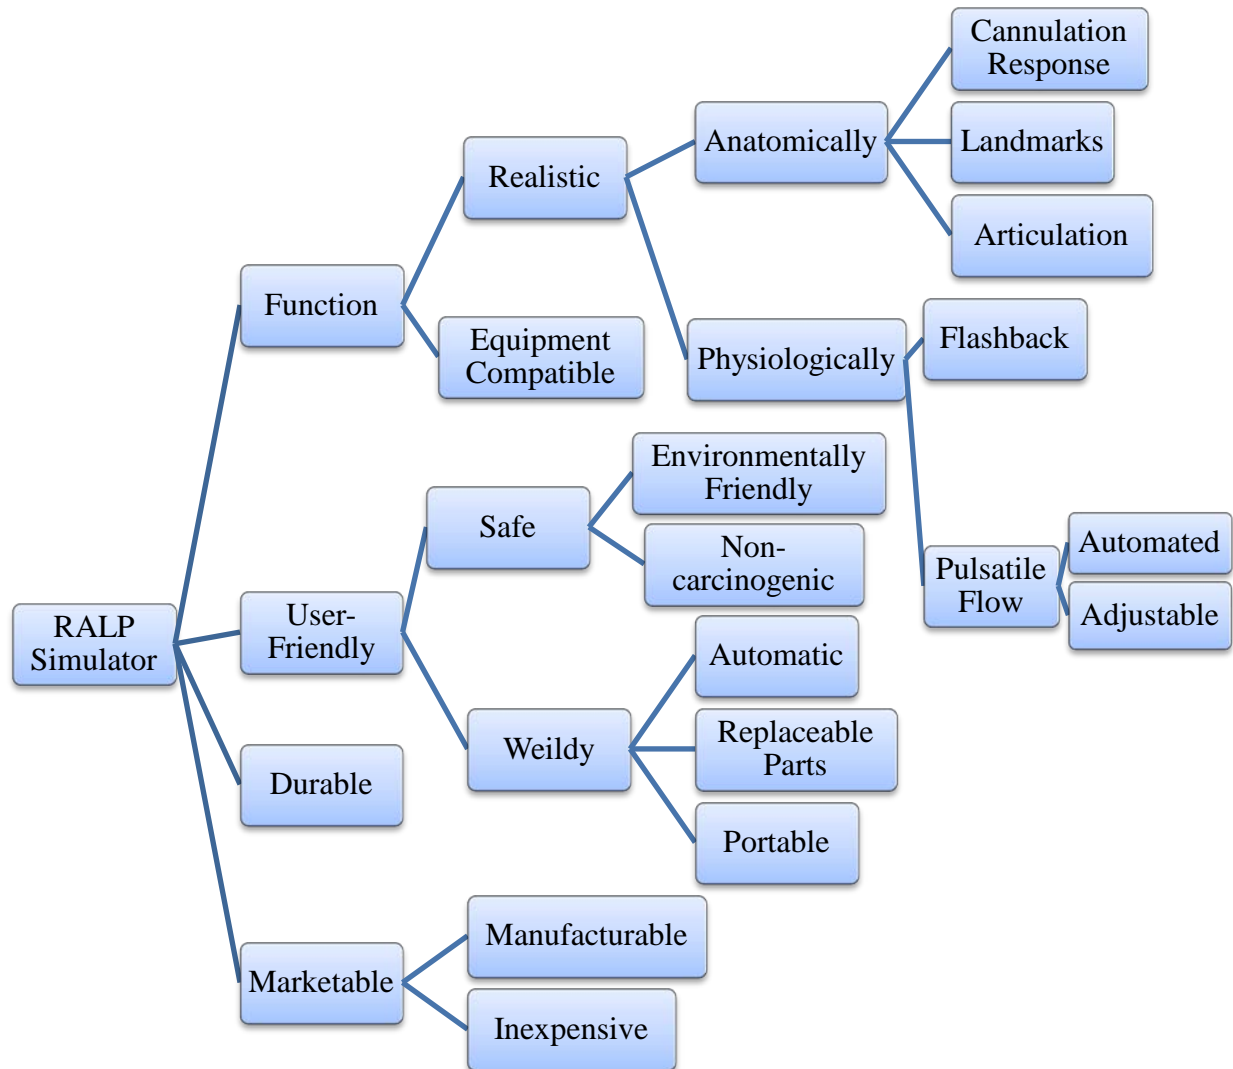 RALP
Simulator
Function
Realistic
Anatomically
Cannulation
Response
Landmarks
Articulation
Physiologically
Flashback
Pulsatile
Flow
Automated
Adjustable
Equipment
Compatible
User-
Friendly
Safe
Environmentally
Friendly
Non-
carcinogenic
Weildy
Automatic
Replaceable
Parts
Portable
Durable
Marketable
Manufacturable
Inexpensive